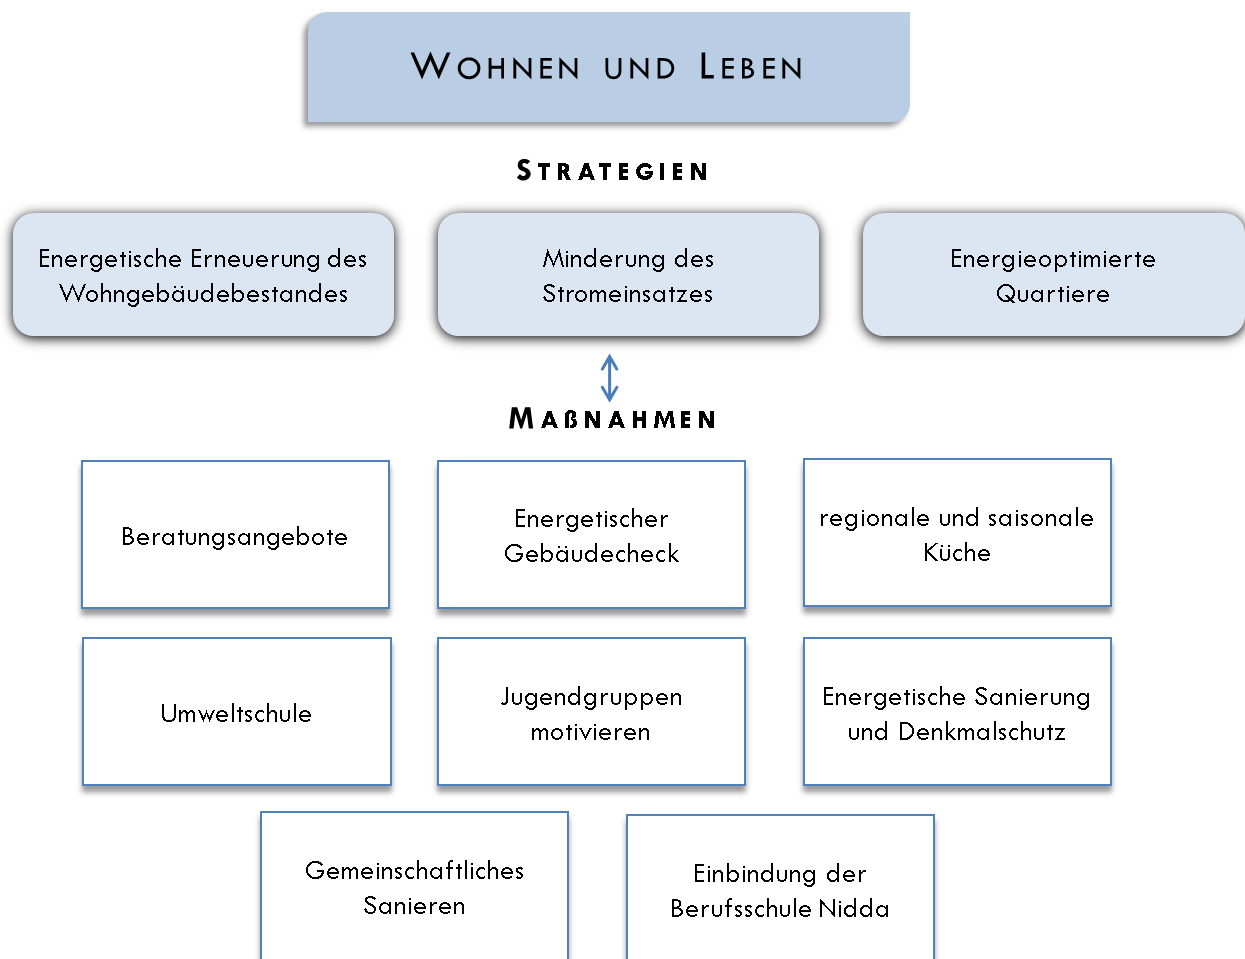 WOHNEN UND LEBEN
STRATEGIEN
Energetische Erneuerung des
Wohngebäudebestandes
Minderung des
Stromeinsatzes
Energieoptimierte
Quartiere
MAßNAHMEN
Beratungsangebote
Energetischer
Gebäudecheck
regionale und saisonale
Küche
Umweltschule
Jugendgruppen
motivieren
Energetische Sanierung
und Denkmalschutz
Gemeinschaftliches
Sanieren
Einbindung der
Berufsschule Nidda